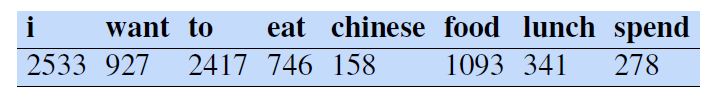 i want to eat chinese food lunch spend
2533 927 2417 746 158 1093 341 278